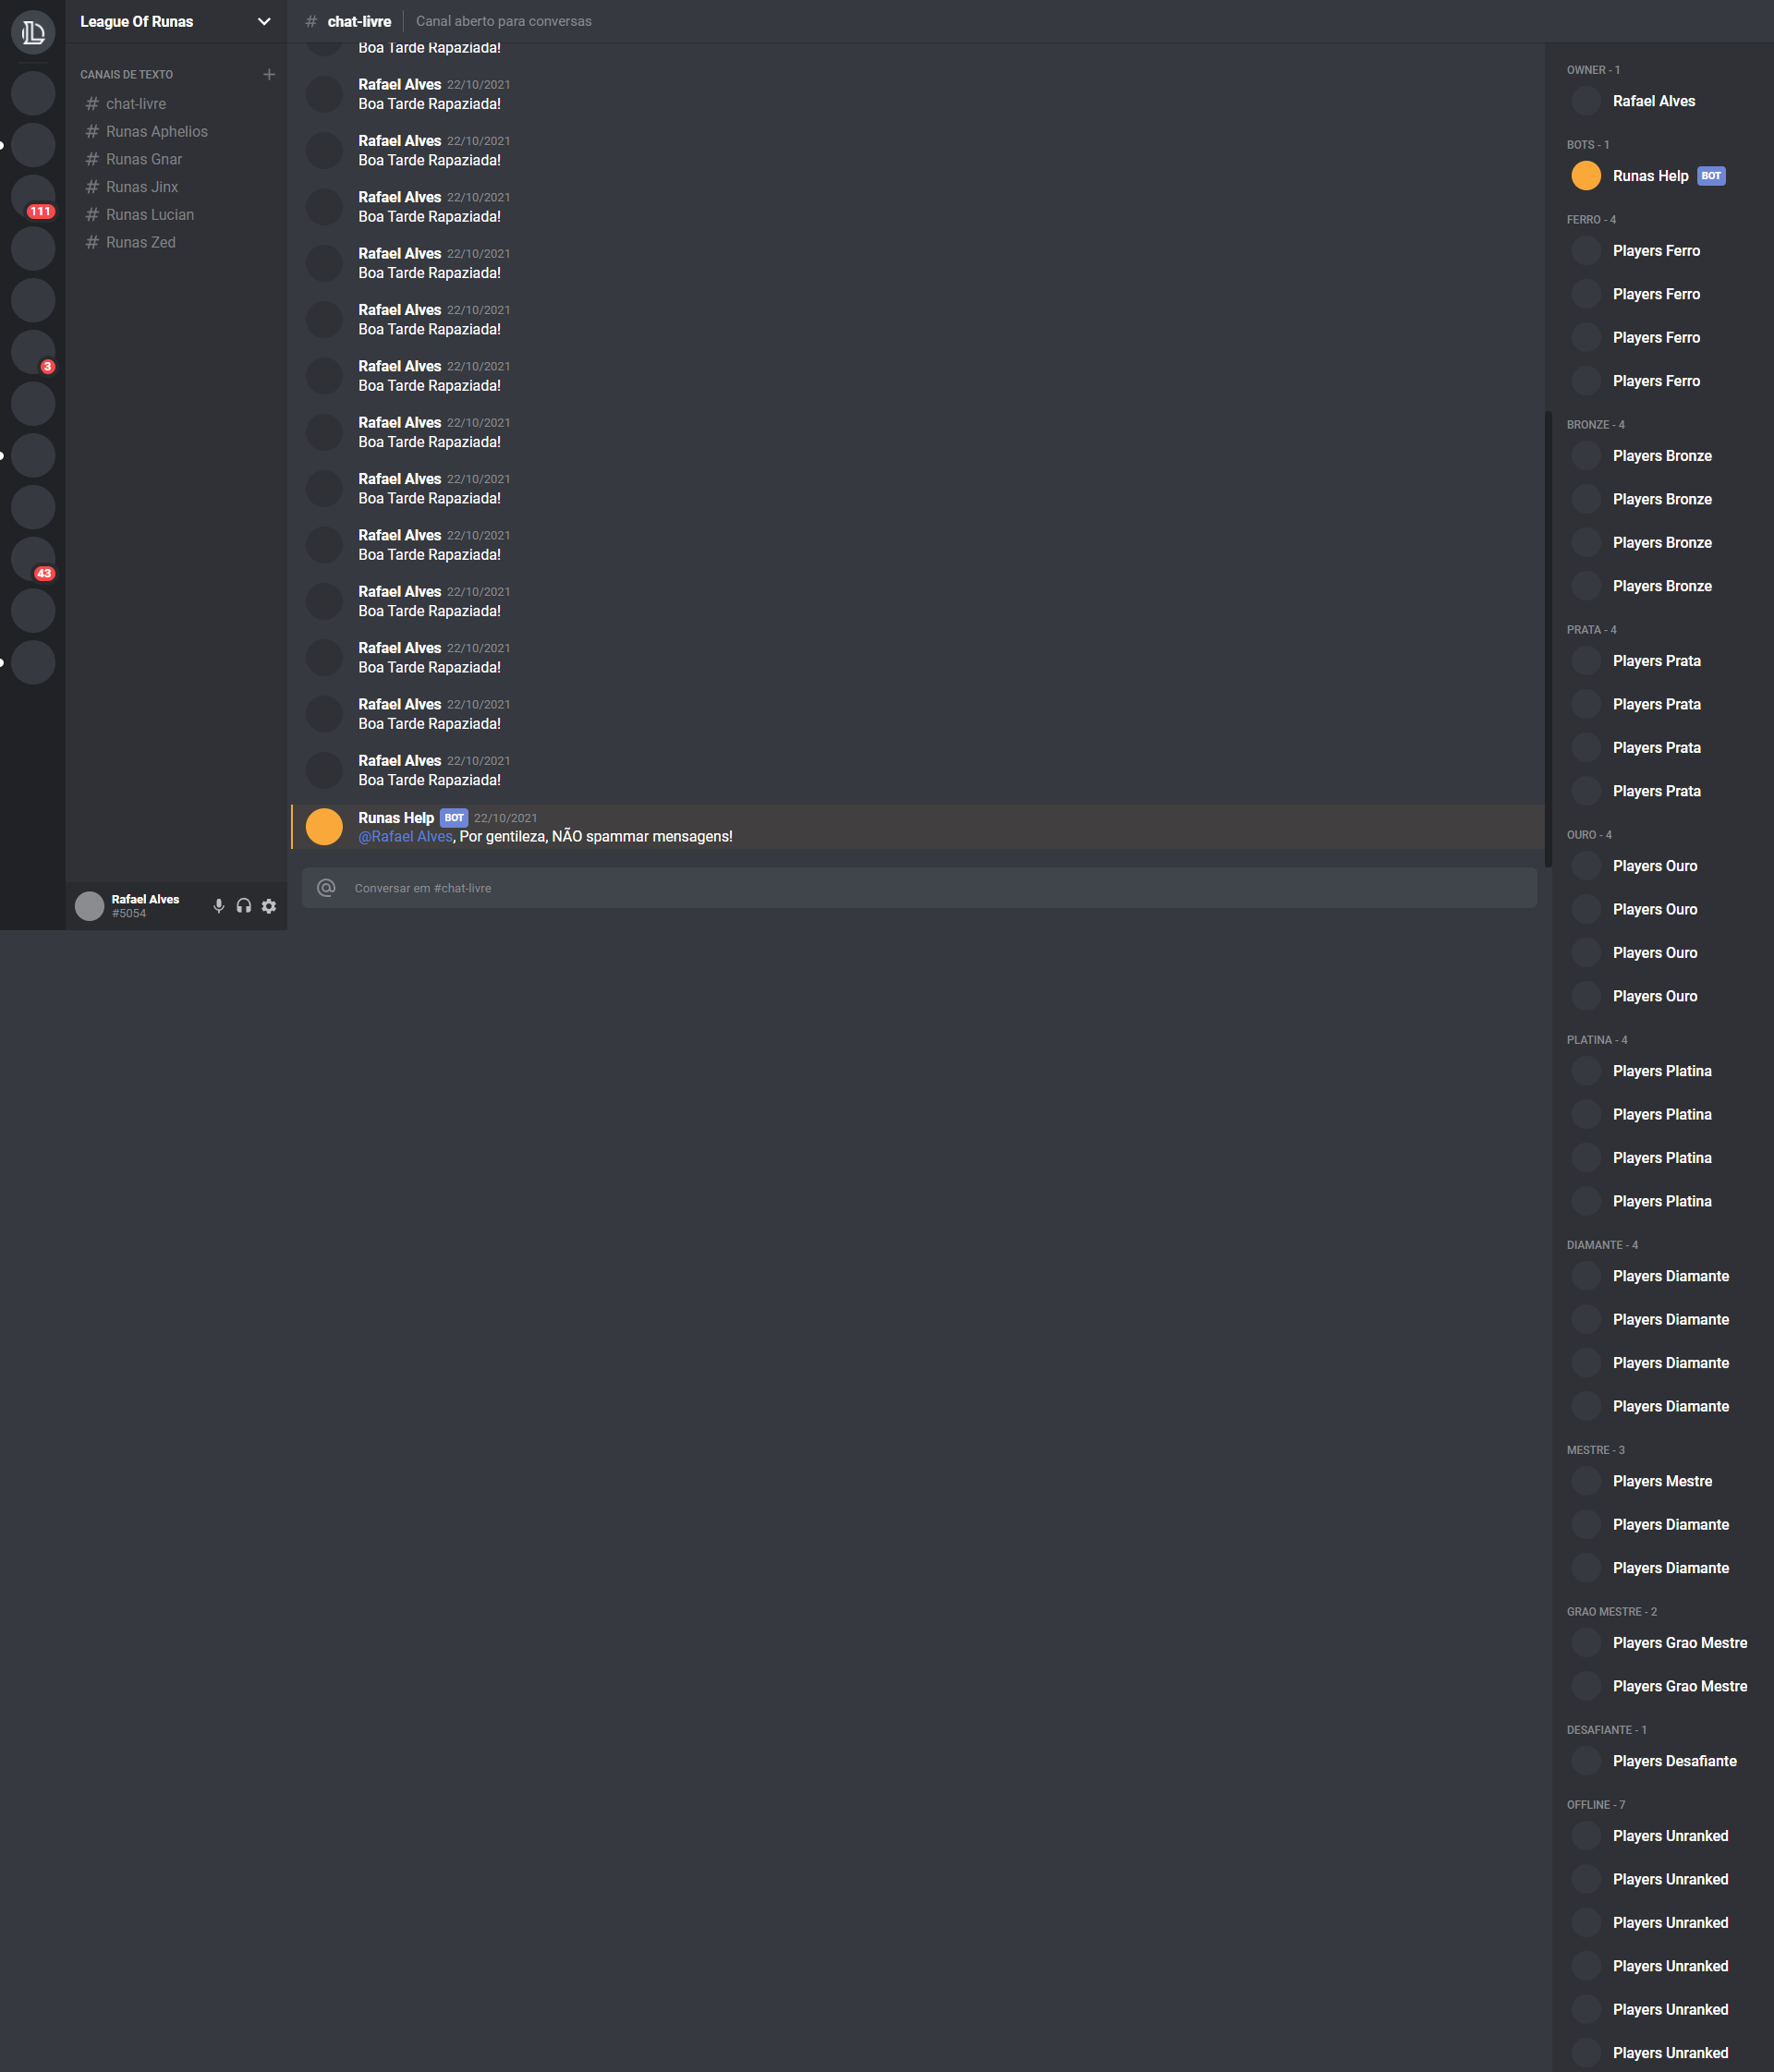 League Of Runas
111
3
43
CANAIS DE TEXTO
# chat-livre
# Runas Aphelios
# Runas Gnar
# Runas Jinx
# Runas Lucian
# Runas Zed
Rafael Alves
#5054
# chat-livre Canal aberto para conversas
Boa Tarde Rapaziada!
Rafael Alves 22/10/2021
Boa Tarde Rapaziada!
Rafael Alves 22/10/2021
Boa Tarde Rapaziada!
Rafael Alves 22/10/2021
Boa Tarde Rapaziada!
Rafael Alves 22/10/2021
Boa Tarde Rapaziada!
Rafael Alves 22/10/2021
Boa Tarde Rapaziada!
Rafael Alves 22/10/2021
Boa Tarde Rapaziada!
Rafael Alves 22/10/2021
Boa Tarde Rapaziada!
Rafael Alves 22/10/2021
Boa Tarde Rapaziada!
Rafael Alves 22/10/2021
Boa Tarde Rapaziada!
Rafael Alves 22/10/2021
Boa Tarde Rapaziada!
Rafael Alves 22/10/2021
Boa Tarde Rapaziada!
Rafael Alves 22/10/2021
Boa Tarde Rapaziada!
Rafael Alves 22/10/2021
Boa Tarde Rapaziada!
Runas Help BOT 22/10/2021
@Rafael Alves, Por gentileza, NÃO spammar mensagens!
@ Conversar em #chat-livre
OWNER - 1
Rafael Alves
BOTS - 1
Runas Help BOT
FERRO - 4
Players Ferro
Players Ferro
Players Ferro
Players Ferro
BRONZE - 4
Players Bronze
Players Bronze
Players Bronze
Players Bronze
PRATA - 4
Players Prata
Players Prata
Players Prata
Players Prata
OURO - 4
Players Ouro
Players Ouro
Players Ouro
Players Ouro
PLATINA - 4
Players Platina
Players Platina
Players Platina
Players Platina
DIAMANTE - 4
Players Diamante
Players Diamante
Players Diamante
Players Diamante
MESTRE - 3
Players Mestre
Players Diamante
Players Diamante
GRAO MESTRE - 2
Players Grao Mestre
Players Grao Mestre
DESAFIANTE - 1
Players Desafiante
OFFLINE - 7
Players Unranked
Players Unranked
Players Unranked
Players Unranked
Players Unranked
Players Unranked